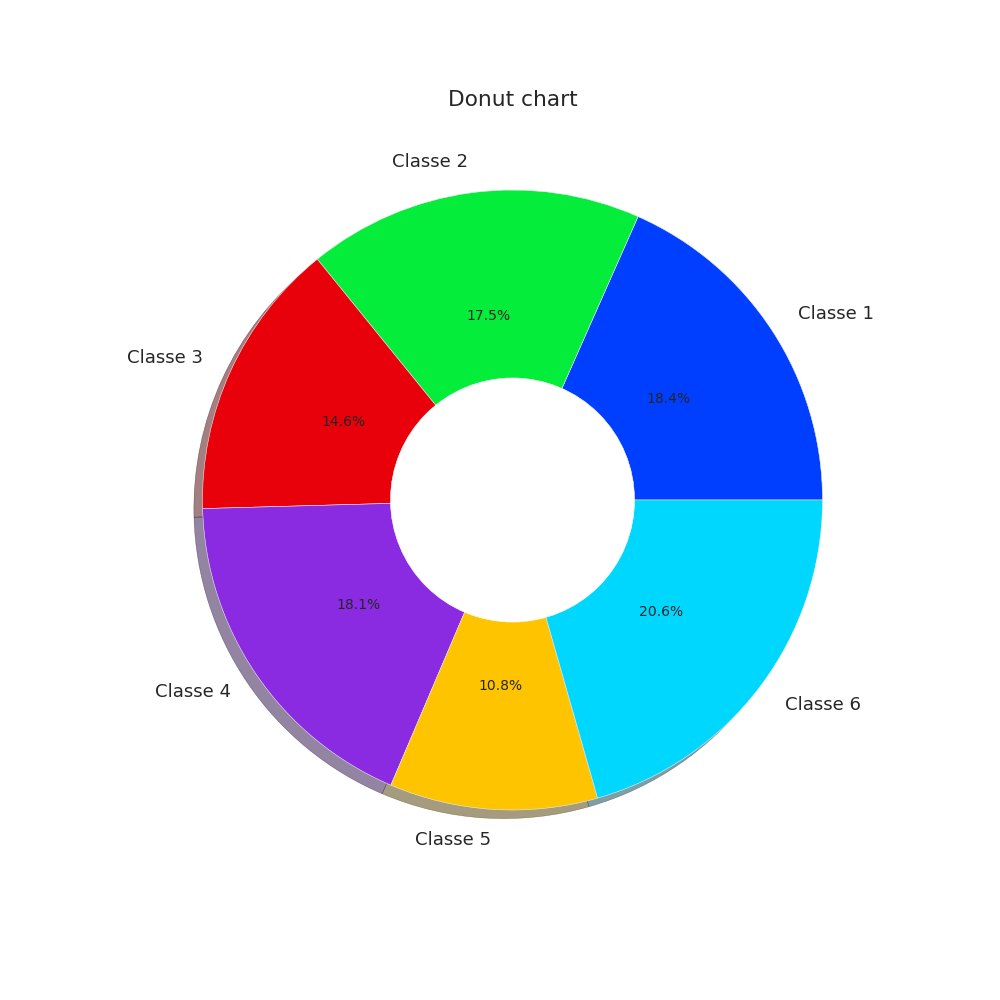 Donut chart
Classe 2
Classe 1
17.5%
Classe 3
18.4%
14.6%
18.1%
20.6%
Classe 4
10.8%
Classe 6
Classe 5